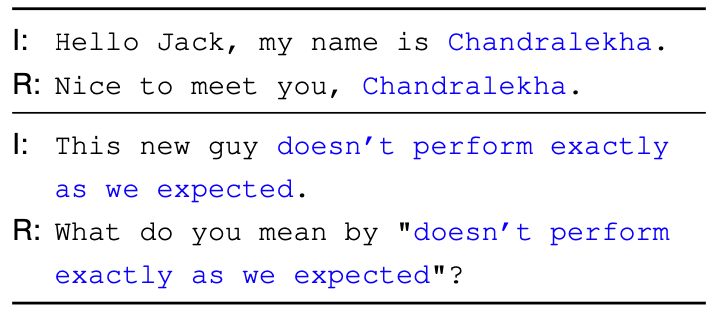 I: Hello Jack, my name is Chandralekha.
R: Nice to meet you, Chandralekha.
I: This new guy doesn’t perform exactly
as we expected.
R: What do you mean by "doesn’t perform
exactly as we expected"?